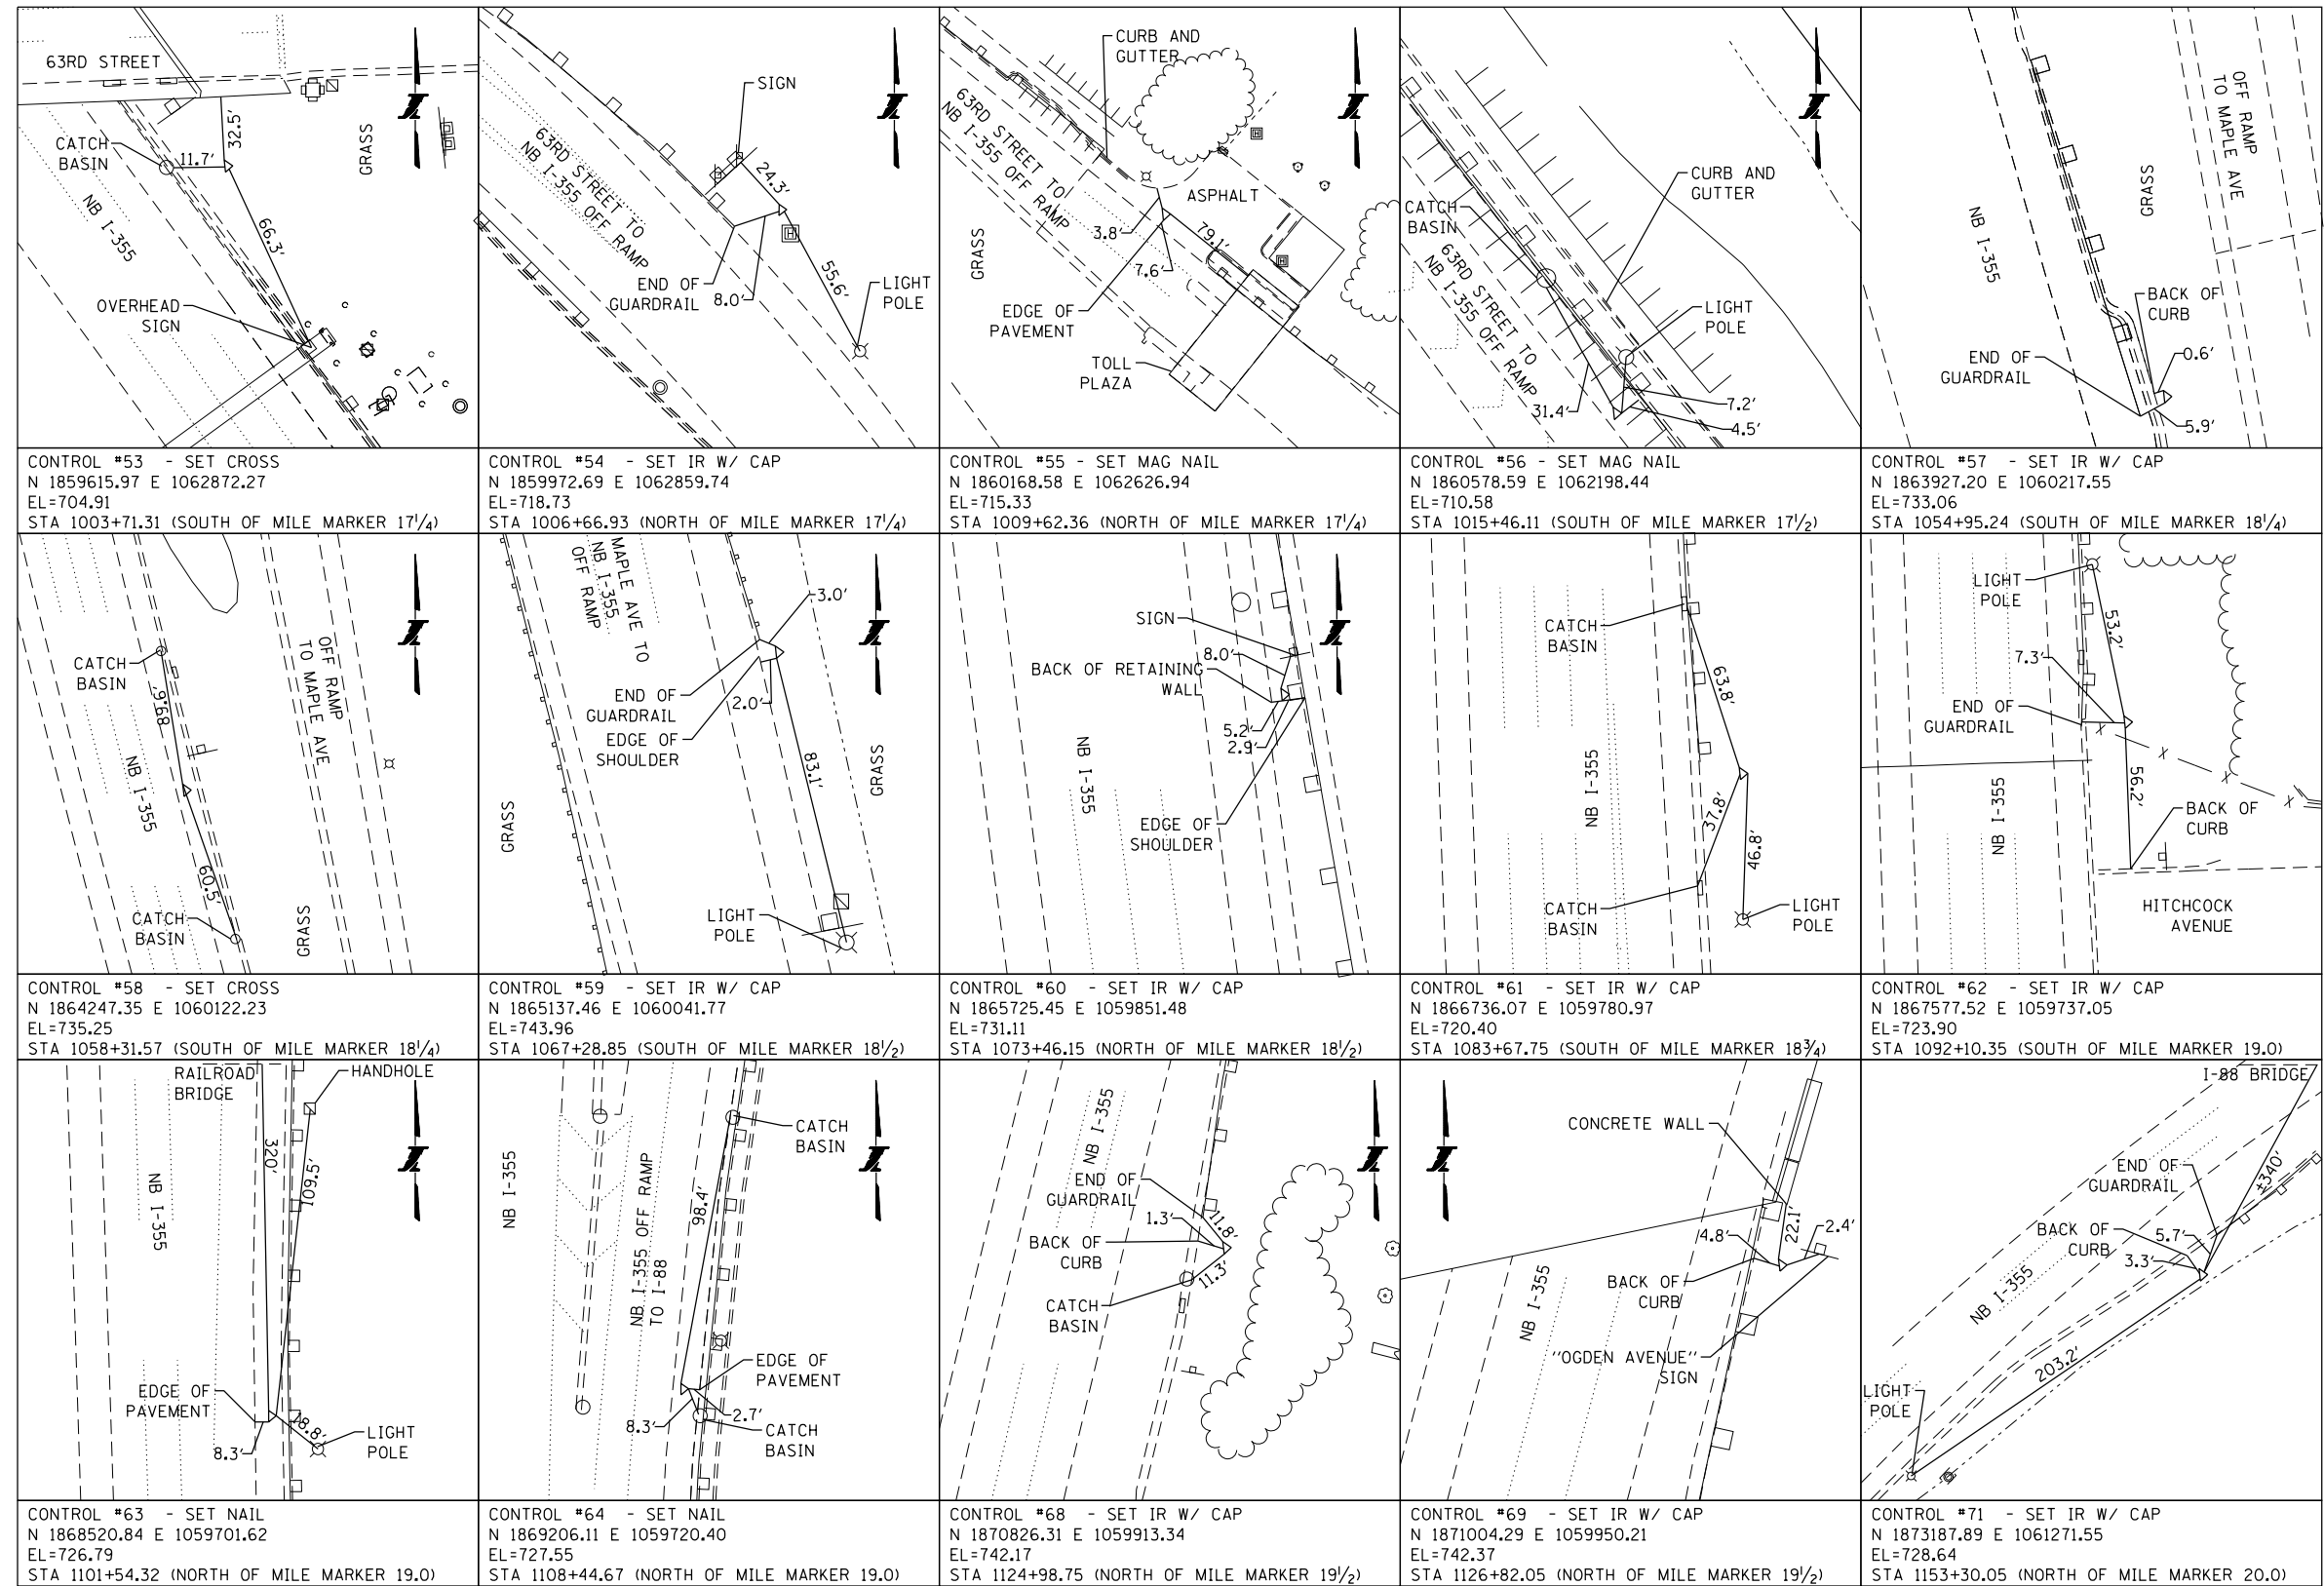 63RD STREET
32.5'
CATCH
BASIN
11.7'
GRASS
NB I-355
66.3'
OVERHEAD
SIGN
CONTROL #53 - SET CROSS
N 1859615.97 E 1062872.27
EL=704.91
STA 1003+71.31 (SOUTH OF MILE MARKER 17 1/4)
SIGN
24.3'
63RD STREET TO
NB I-355 OFF RAMP
END OF
GUARDRAIL
8.0'
55.6'
LIGHT
POLE
H
CONTROL #54 - SET IR W/ CAP
N 1859972.69 E 1062859.74
EL=718.73
STA 1006+66.93 (NORTH OF MILE MARKER 17 1/4)
CURB AND
GUTTER
63RD STREET TO
NB I-355 OFF RAMP
ASPHALT
GRASS
3.8'
79.1'
7.6'
EDGE OF
PAVEMENT
TOLL
PLAZA
CONTROL #55 - SET MAG NAIL
N 1860168.58 E 1062626.94
EL=715.33
STA 1009+62.36 (NORTH OF MILE MARKER 17 1/4)
CURB AND
GUTTER
CATCH
BASIN
63RD STREET TO
NB I-355 OFF RAMP
LIGHT
POLE
31.4'
7.2'
4.5'
CONTROL #56 - SET MAG NAIL
N 1860578.59 E 1062198.44
EL=710.58
STA 1015+46.11 (SOUTH OF MILE MARKER 17 1/2)
OFF RAMP
TO MAPLE AVE
GRASS
NB I-355
BACK OF
CURB
END OF
GUARDRAIL
0.6'
5.9'
CONTROL #57 - SET IR W/ CAP
N 1863927.20 E 1060217.55
EL=733.06
STA 1054+95.24 (SOUTH OF MILE MARKER 18 1/4)
CATCH
BASIN
89.6'
OFF RAMP
TO MAPLE AVE
NB I-355
60.5'
CATCH
BASIN
GRASS
CONTROL #58 - SET CROSS
N 1864247.35 E 1060122.23
EL=735.25
STA 1058+31.57 (SOUTH OF MILE MARKER 18 1/4)
MAPLE AVE TO
NB I-355
OFF RAMP
3.0'
END OF
GUARDRAIL
2.0'
EDGE OF
SHOULDER
83.1'
GRASS
GRASS
LIGHT
POLE
CONTROL #59 - SET IR W/ CAP
N 1865137.46 E 1060041.77
EL=743.96
STA 1067+28.85 (SOUTH OF MILE MARKER 18 1/2)
SIGN
8.0'
BACK OF RETAINING
WALL
5.2'
2.9'
NB I-355
EDGE OF
SHOULDER
CONTROL #60 - SET IR W/ CAP
N 1865725.45 E 1059851.48
EL=731.11
STA 1073+46.15 (NORTH OF MILE MARKER 18 1/2)
CATCH
BASIN
63.8'
NB I-355
37.8'
46.8'
CATCH
BASIN
LIGHT
POLE
CONTROL #61 - SET IR W/ CAP
N 1866736.07 E 1059780.97
EL=720.40
STA 1083+67.75 (SOUTH OF MILE MARKER 18 3/4)
LIGHT
POLE
53.2'
7.3'
END OF
GUARDRAIL
56.2'
NB I-355
BACK OF
CURB
HITCHCOCK
AVENUE
CONTROL #62 - SET IR W/ CAP
N 1867577.52 E 1059737.05
EL=723.90
STA 1092+10.35 (SOUTH OF MILE MARKER 19.0)
RAILROAD
BRIDGE
HANDHOLE
320'
109.5'
NB I-355
EDGE OF
PAVEMENT
8.3'
18.8'
LIGHT
POLE
CONTROL #63 - SET NAIL
N 1868520.84 E 1059701.62
EL=726.79
STA 1101+54.32 (NORTH OF MILE MARKER 19.0)
CATCH
BASIN
NB I-355
98.4'
NB I-355 OFF RAMP
TO I-88
EDGE OF
PAVEMENT
8.3'
2.7'
CATCH
BASIN
CONTROL #64 - SET NAIL
N 1869206.11 E 1059720.40
EL=727.55
STA 1108+44.67 (NORTH OF MILE MARKER 19.0)
NB I-355
END OF
GUARDRAIL
1.3'
11.8'
BACK OF
CURB
11.3'
CATCH
BASIN
CONTROL #68 - SET IR W/ CAP
N 1870826.31 E 1059913.34
EL=742.17
STA 1124+98.75 (NORTH OF MILE MARKER 19 1/2)
CONCRETE WALL
4.8'
22.1'
2.4'
NB I-355
BACK OF
CURB
"OGDEN AVENUE"
SIGN
CONTROL #69 - SET IR W/ CAP
N 1871004.29 E 1059950.21
EL=742.37
STA 1126+82.05 (NORTH OF MILE MARKER 19 1/2)
I-88 BRIDGE
END OF
GUARDRAIL
±340'
BACK OF
CURB
5.7'
3.3'
NB I-355
203.2'
LIGHT
POLE
CONTROL #71 - SET IR W/ CAP
N 1873187.89 E 1061271.55
EL=728.64
STA 1153+30.05 (NORTH OF MILE MARKER 20.0)